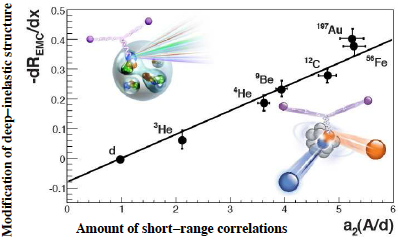 Modification of deep–inelastic structure
-dR_EMC/dx
0.5
0.4
0.3
0.2
0.1
0
-0.1
d
³He
⁴He
⁹Be
¹²C
¹⁹⁷Au
⁵⁶Fe
0 1 2 3 4 5 6
Amount of short–range correlations
a₂(A/d)